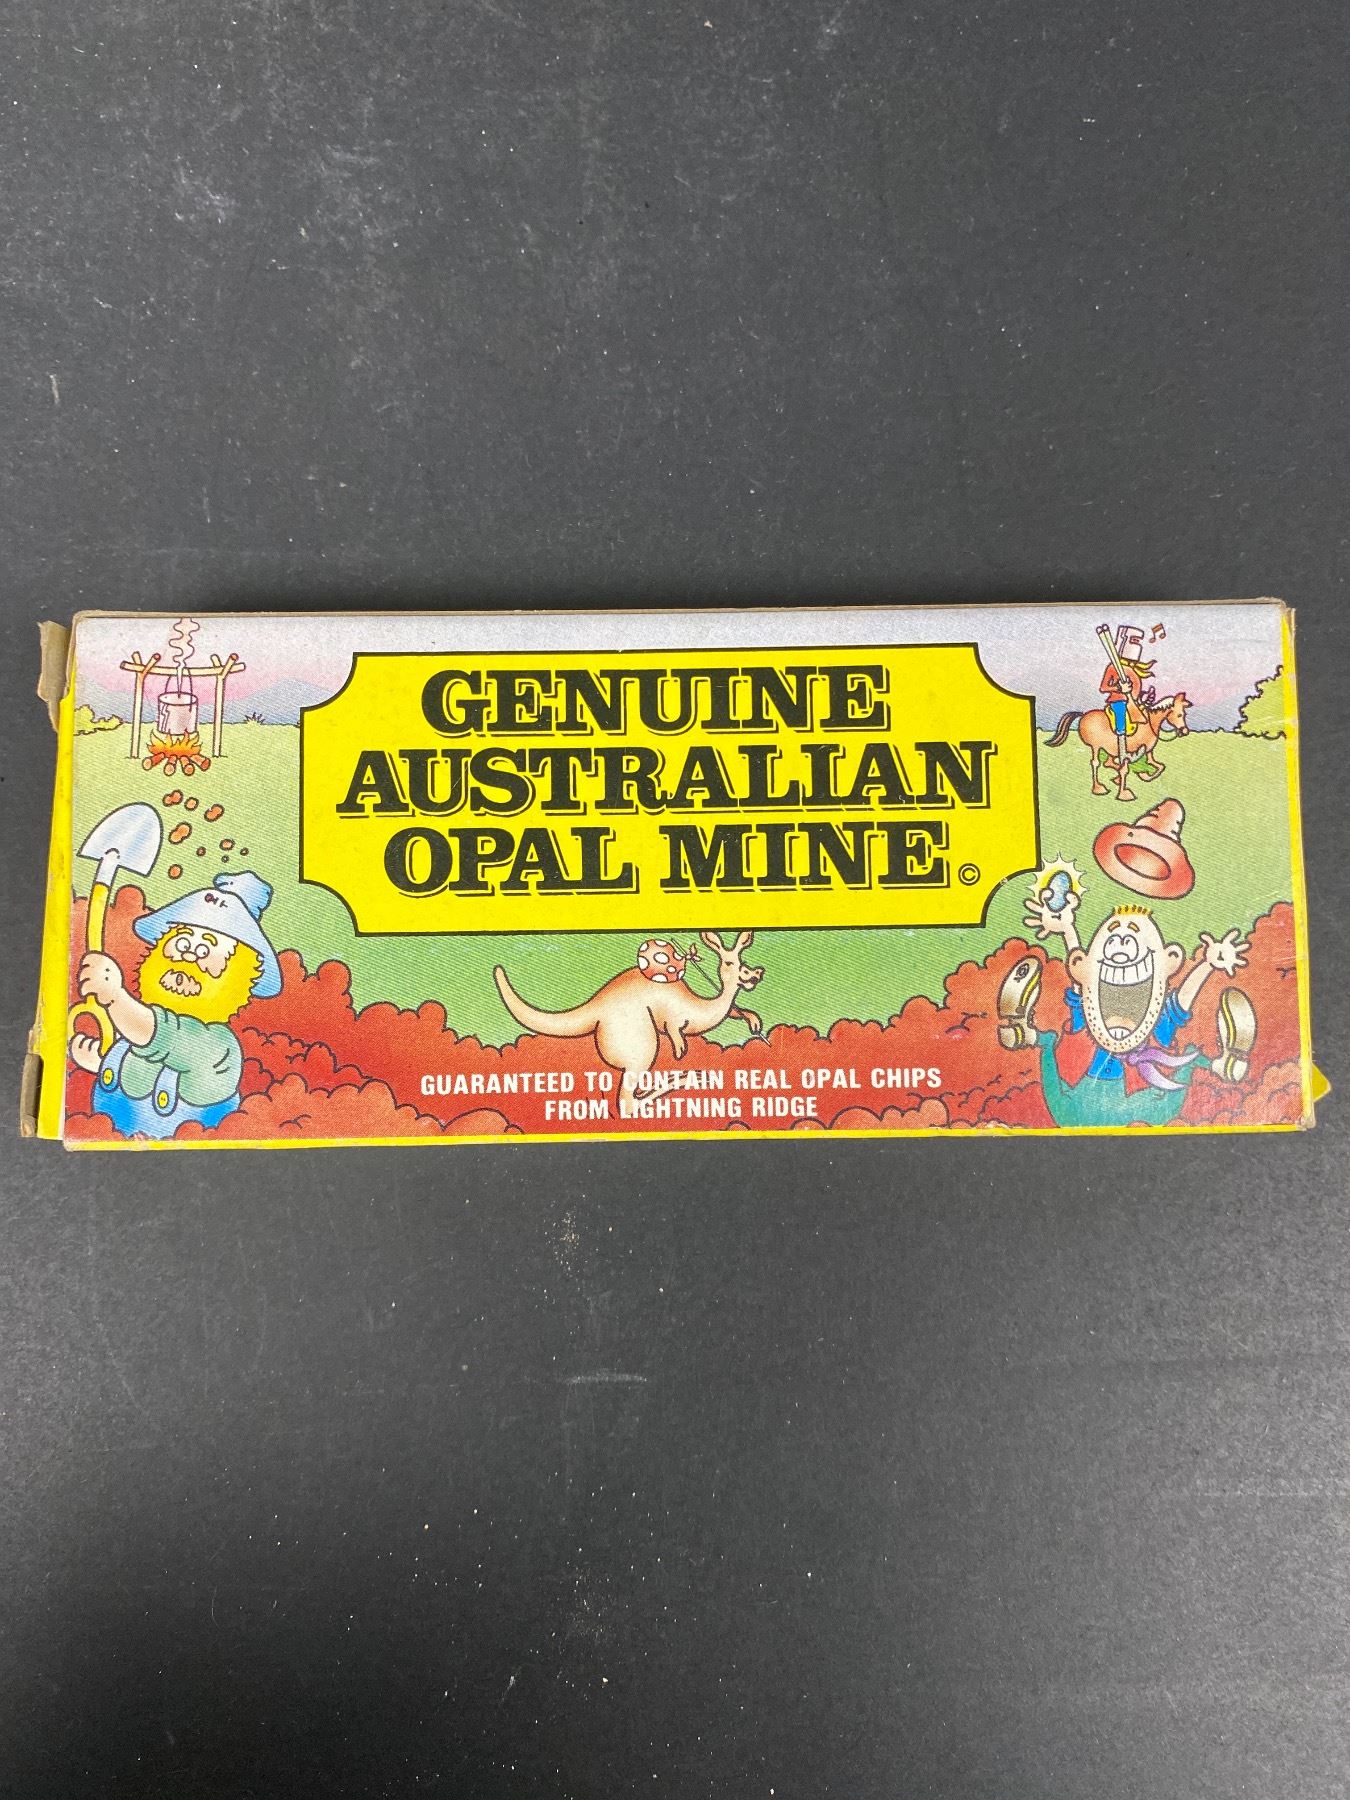 GENUINE
AUSTRALIAN
OPAL MINE ©
GUARANTEED TO CONTAIN REAL OPAL CHIPS
FROM LIGHTNING RIDGE